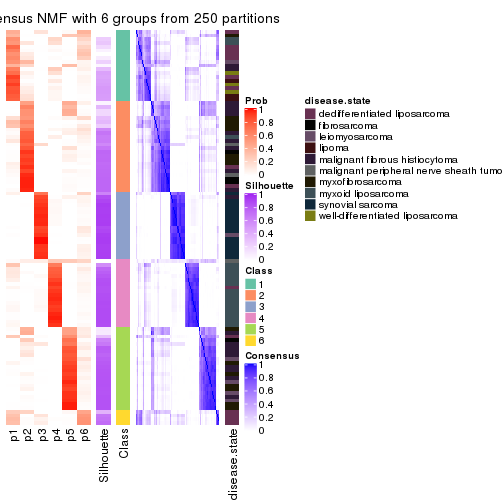 ensus NMF with 6 groups from 250 partitions
Prob
1
0.8
0.6
0.4
0.2
0
Silhouette
1
0.8
0.6
0.4
0.2
0
Class
1
2
3
4
5
6
Consensus
1
0.8
0.6
0.4
0.2
0
disease.state
dedifferentiated liposarcoma
fibrosarcoma
leiomyosarcoma
lipoma
malignant fibrous histiocytoma
malignant peripheral nerve sheath tumo
myxofibrosarcoma
myxoid liposarcoma
synovial sarcoma
well-differentiated liposarcoma
p1
p2
p3
p4
p5
p6
Silhouette
Class
disease.state